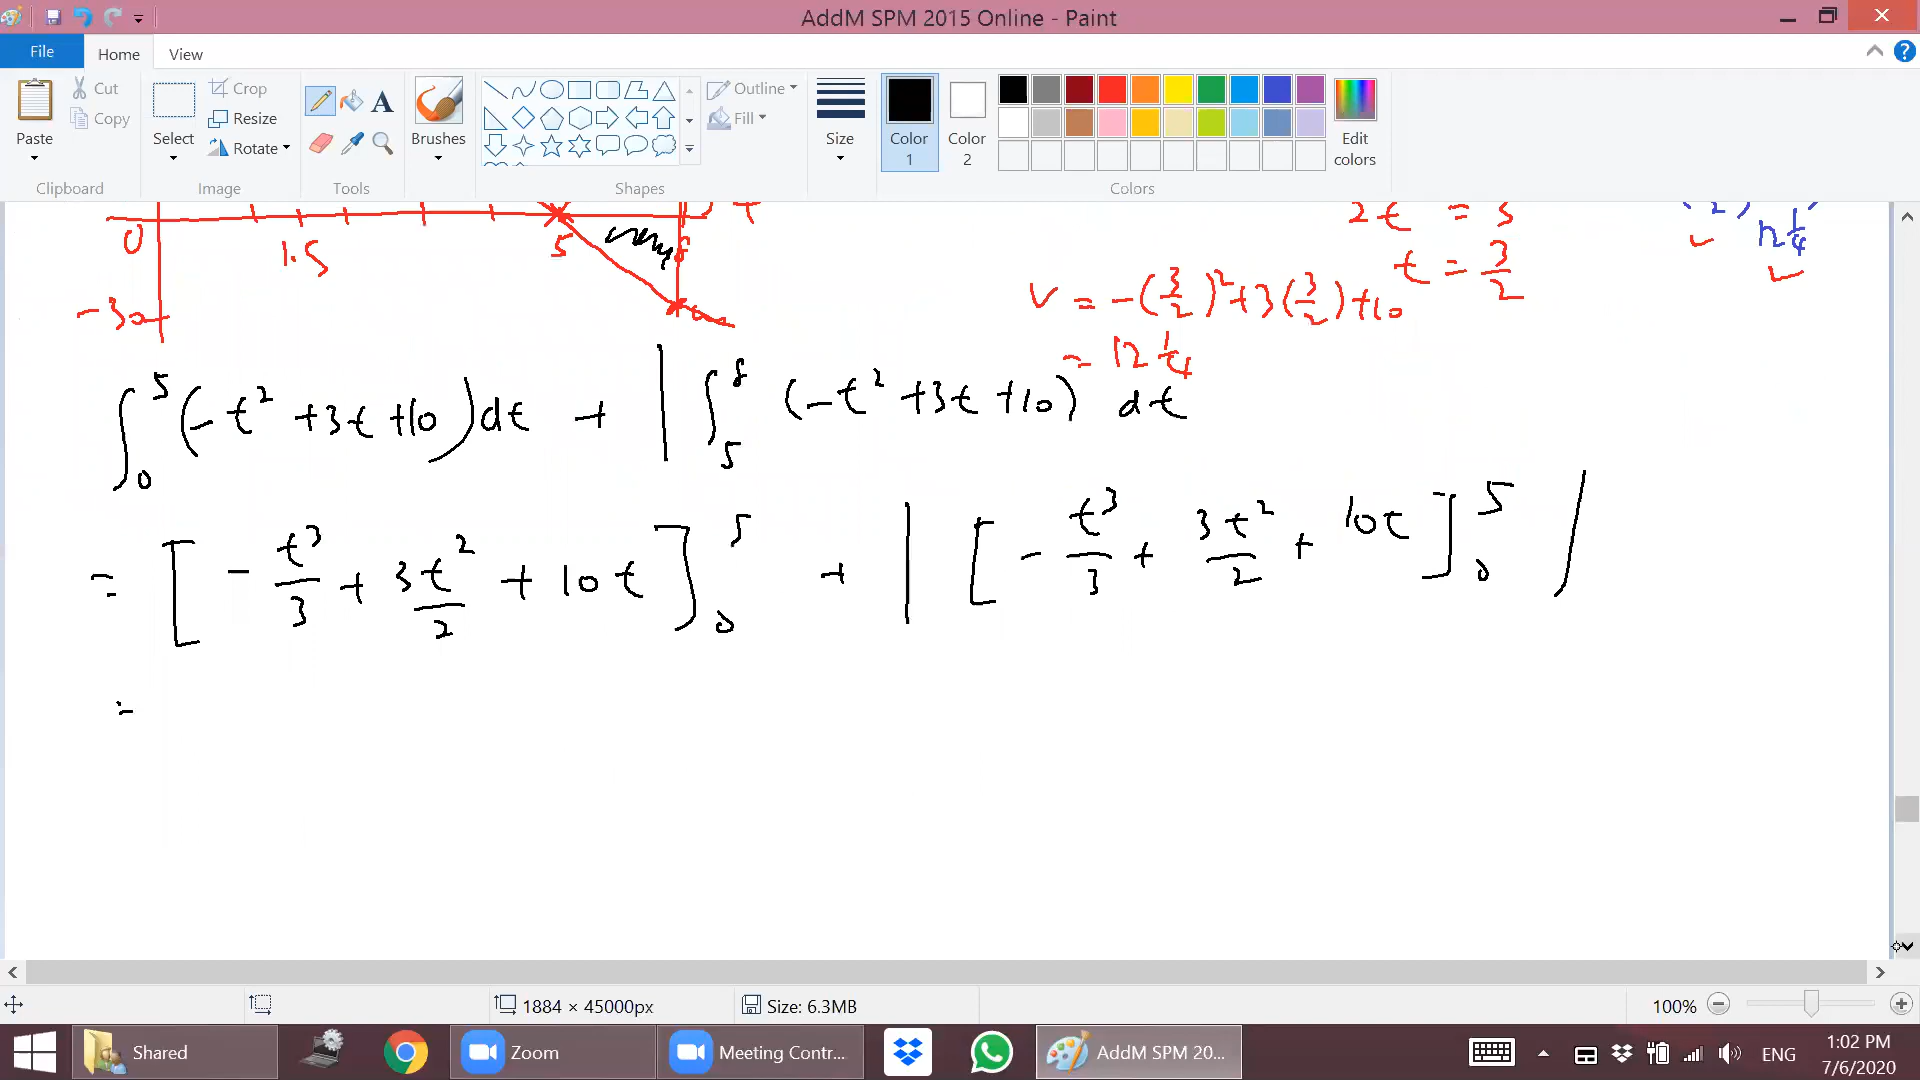 AddM SPM 2015 Online - Paint
File Home View
Paste Cut Copy Clipboard
Select Crop Resize Rotate Image
Tools
Brushes
Shapes
Outline Fill
Size
Color 1 Color 2
Edit colors
Colors
0 1.5 5 8 t
-30
2t = 3
t = 3/2
v = -(3/2)² + 3(3/2) + 10
= 12 1/4
12 1/4
∫₀⁵ (-t² + 3t + 10) dt + | ∫₅⁸ (-t² + 3t + 10) dt
= [ - t³/3 + 3t²/2 + 10t ]₀⁵ + | [ - t³/3 + 3t²/2 + 10t ]₀⁵ |
=
1884 × 45000px Size: 6.3MB 100%
Shared Zoom Meeting Contr... AddM SPM 20... ENG 1:02 PM
7/6/2020